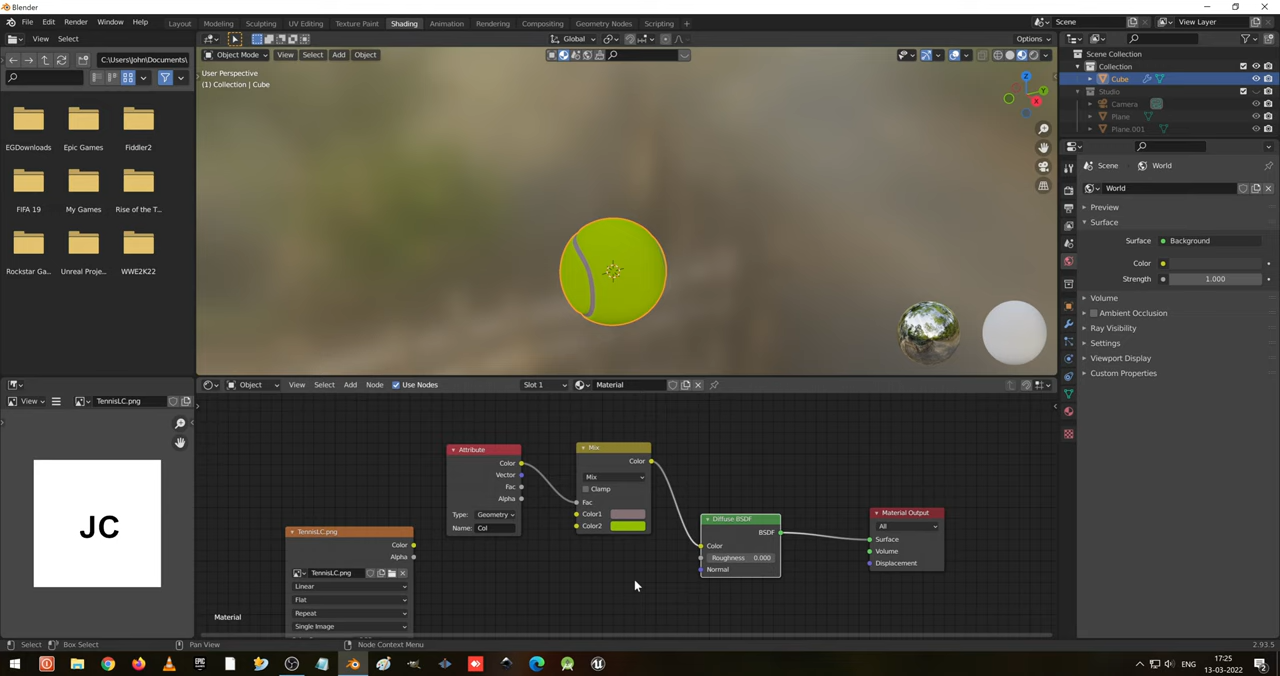 Blender
File Edit Render Window Help Layout Modeling Sculpting UV Editing Texture Paint Shading Animation Rendering Compositing Geometry Nodes Scripting + Scene View Layer
View Select Object Mode View Select Add Object Global Options
C:\Users\John\Documents\
User Perspective
(1) Collection | Cube
Scene Collection
Collection
Cube
Studio
Camera
Plane
Plane.001
EGDownloads Epic Games Fiddler2
FIFA 19 My Games Rise of the T...
Rockstar Ga... Unreal Proje... WWE2K22
X
Y
Z
Scene World
World
Preview
Surface
Surface Background
Color
Strength 1.000
Volume
Ambient Occlusion
Ray Visibility
Settings
Viewport Display
Custom Properties
Object View Select Add Node Use Nodes Slot 1 Material
View TennisLC.png
JC
Attribute
Color
Vector
Fac
Alpha
Type: Geometry
Name: Col
Mix
Color
Mix
Clamp
Fac
Color1
Color2
Diffuse BSDF
BSDF
Color
Roughness 0.000
Normal
Material Output
All
Surface
Volume
Displacement
TennisLC.png
Color
Alpha
TennisLC.png
Linear
Flat
Repeat
Single Image
Material
Select Box Select Pan View Node Context Menu 2.93.5
EPIC GAMES ENG 17:25
13-03-2022 2